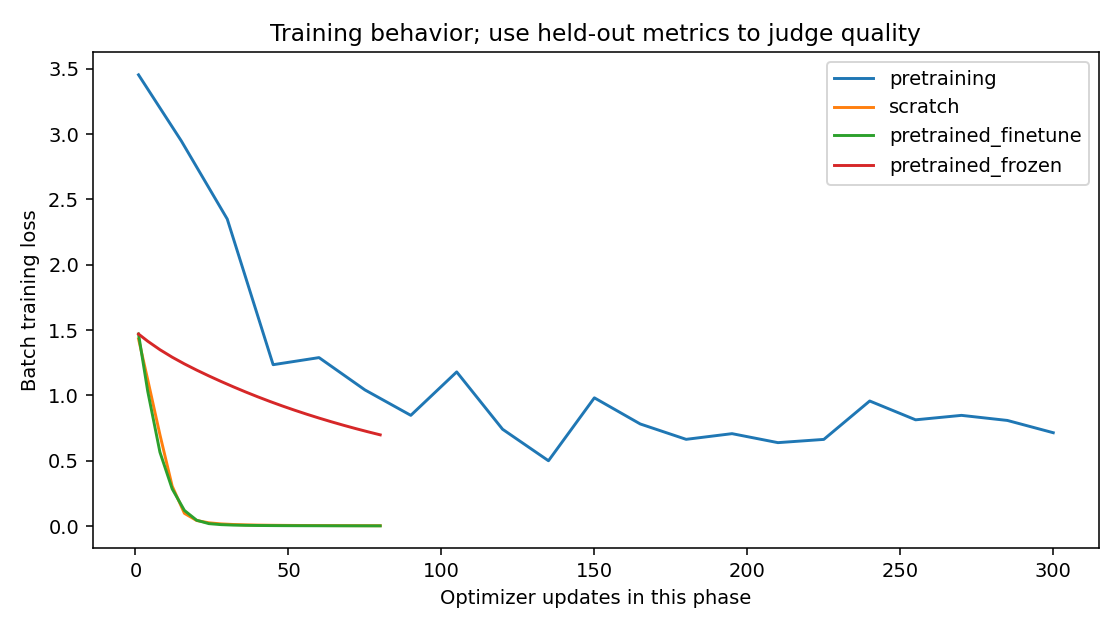 Training behavior; use held-out metrics to judge quality
3.5
3.0
2.5
2.0
1.5
1.0
0.5
0.0
Batch training loss
pretraining
scratch
pretrained_finetune
pretrained_frozen
0
50
100
150
200
250
300
Optimizer updates in this phase